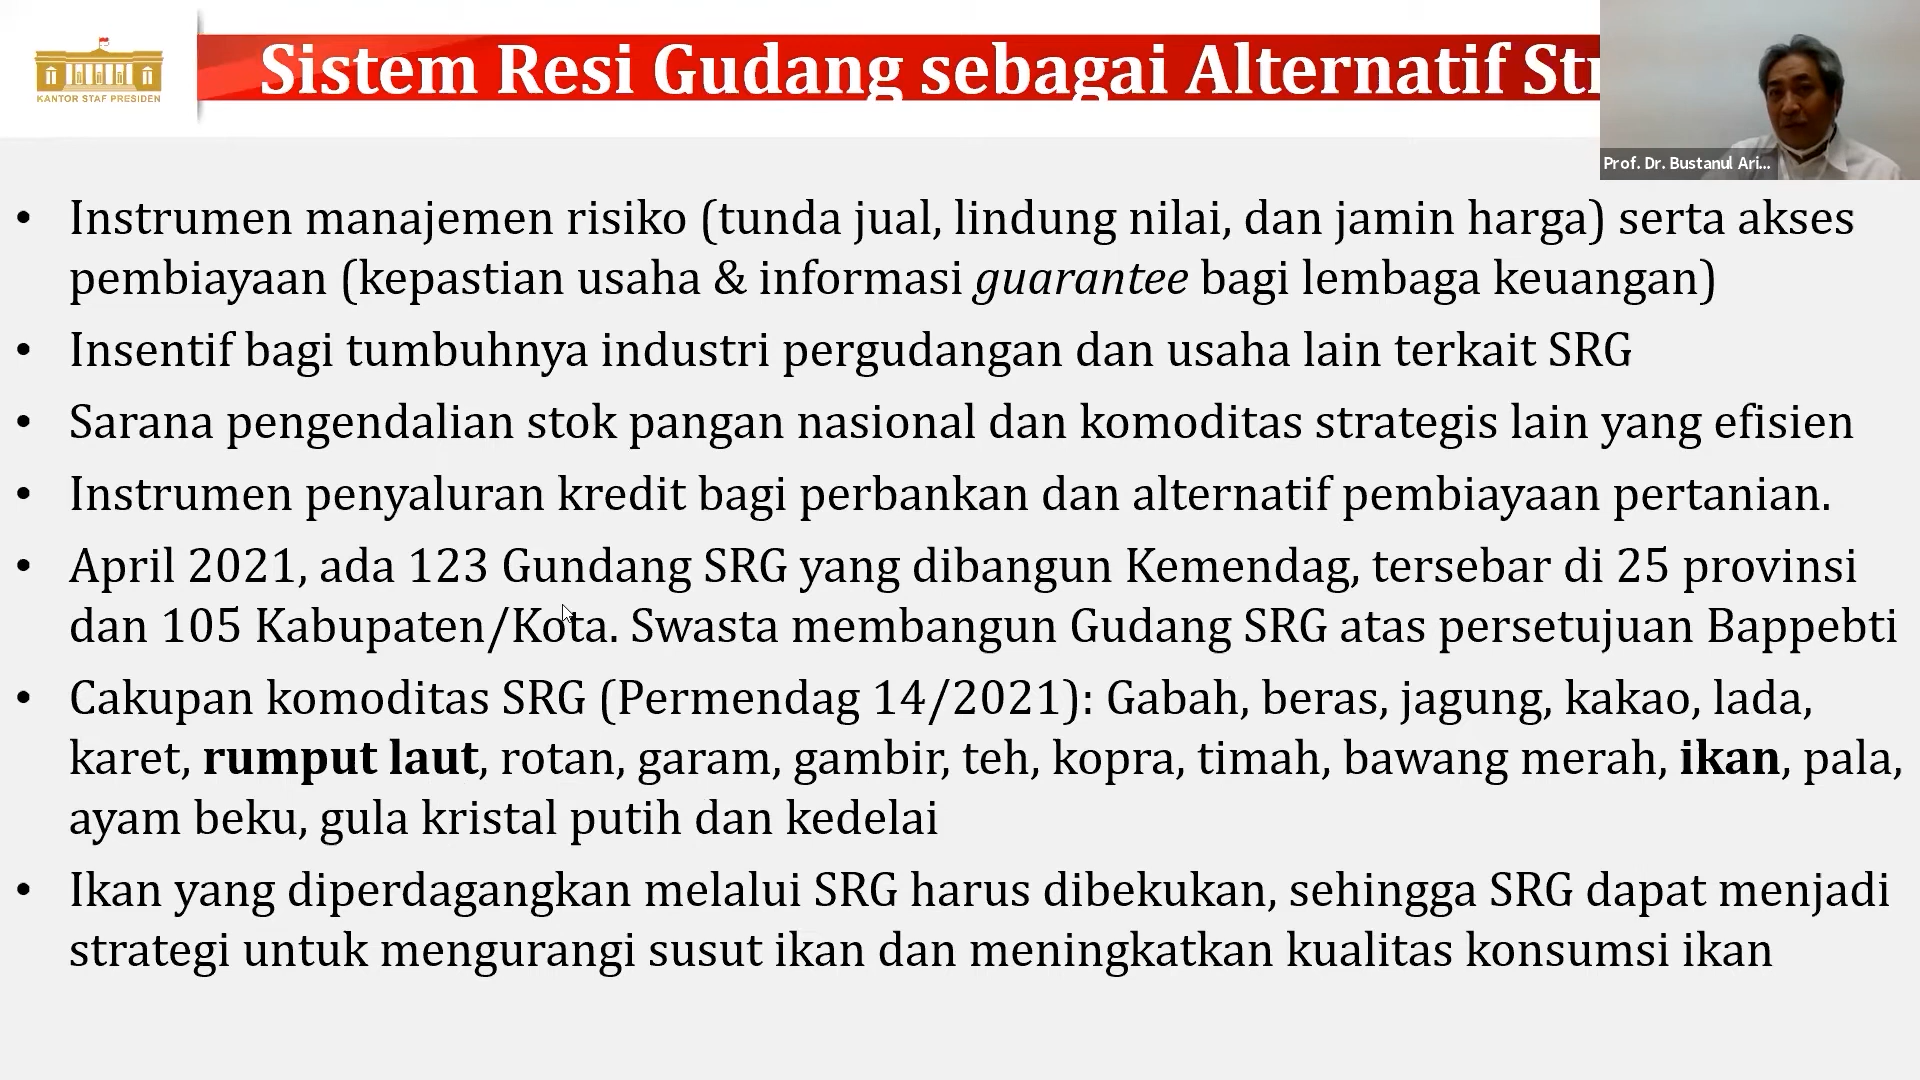 KANTOR STAF PRESIDEN
Sistem Resi Gudang sebagai Alternatif
Prof. Dr. Bustanul Ari...
• Instrumen manajemen risiko (tunda jual, lindung nilai, dan jamin harga) serta akses
pembiayaan (kepastian usaha & informasi guarantee bagi lembaga keuangan)
• Insentif bagi tumbuhnya industri pergudangan dan usaha lain terkait SRG
• Sarana pengendalian stok pangan nasional dan komoditas strategis lain yang efisien
• Instrumen penyaluran kredit bagi perbankan dan alternatif pembiayaan pertanian.
• April 2021, ada 123 Gundang SRG yang dibangun Kemendag, tersebar di 25 provinsi
dan 105 Kabupaten/Kota. Swasta membangun Gudang SRG atas persetujuan Bappebti
• Cakupan komoditas SRG (Permendag 14/2021): Gabah, beras, jagung, kakao, lada,
karet, rumput laut, rotan, garam, gambir, teh, kopra, timah, bawang merah, ikan, pala,
ayam beku, gula kristal putih dan kedelai
• Ikan yang diperdagangkan melalui SRG harus dibekukan, sehingga SRG dapat menjadi
strategi untuk mengurangi susut ikan dan meningkatkan kualitas konsumsi ikan